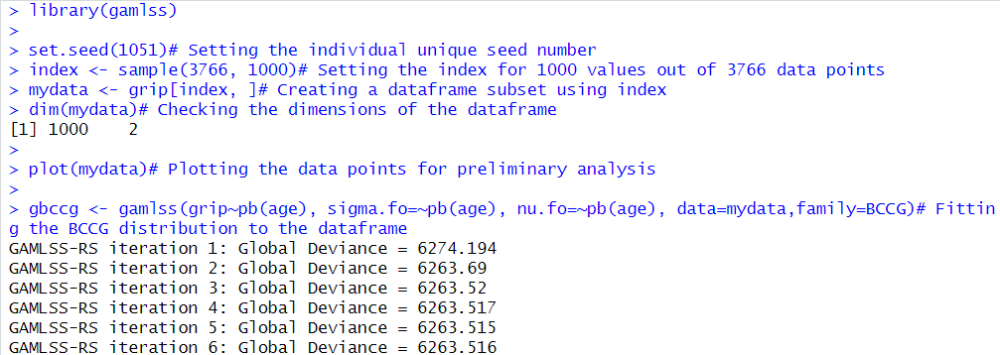 > library(gamlss)
>
> set.seed(1051)# Setting the individual unique seed number
> index <- sample(3766, 1000)# Setting the index for 1000 values out of 3766 data points
> mydata <- grip[index, ]# Creating a dataframe subset using index
> dim(mydata)# Checking the dimensions of the dataframe
[1] 1000    2
>
> plot(mydata)# Plotting the data points for preliminary analysis
>
> gbccg <- gamlss(grip~pb(age), sigma.fo=~pb(age), nu.fo=~pb(age), data=mydata,family=BCCG)# Fittin
g the BCCG distribution to the dataframe
GAMLSS-RS iteration 1: Global Deviance = 6274.194
GAMLSS-RS iteration 2: Global Deviance = 6263.69
GAMLSS-RS iteration 3: Global Deviance = 6263.52
GAMLSS-RS iteration 4: Global Deviance = 6263.517
GAMLSS-RS iteration 5: Global Deviance = 6263.515
GAMLSS-RS iteration 6: Global Deviance = 6263.516